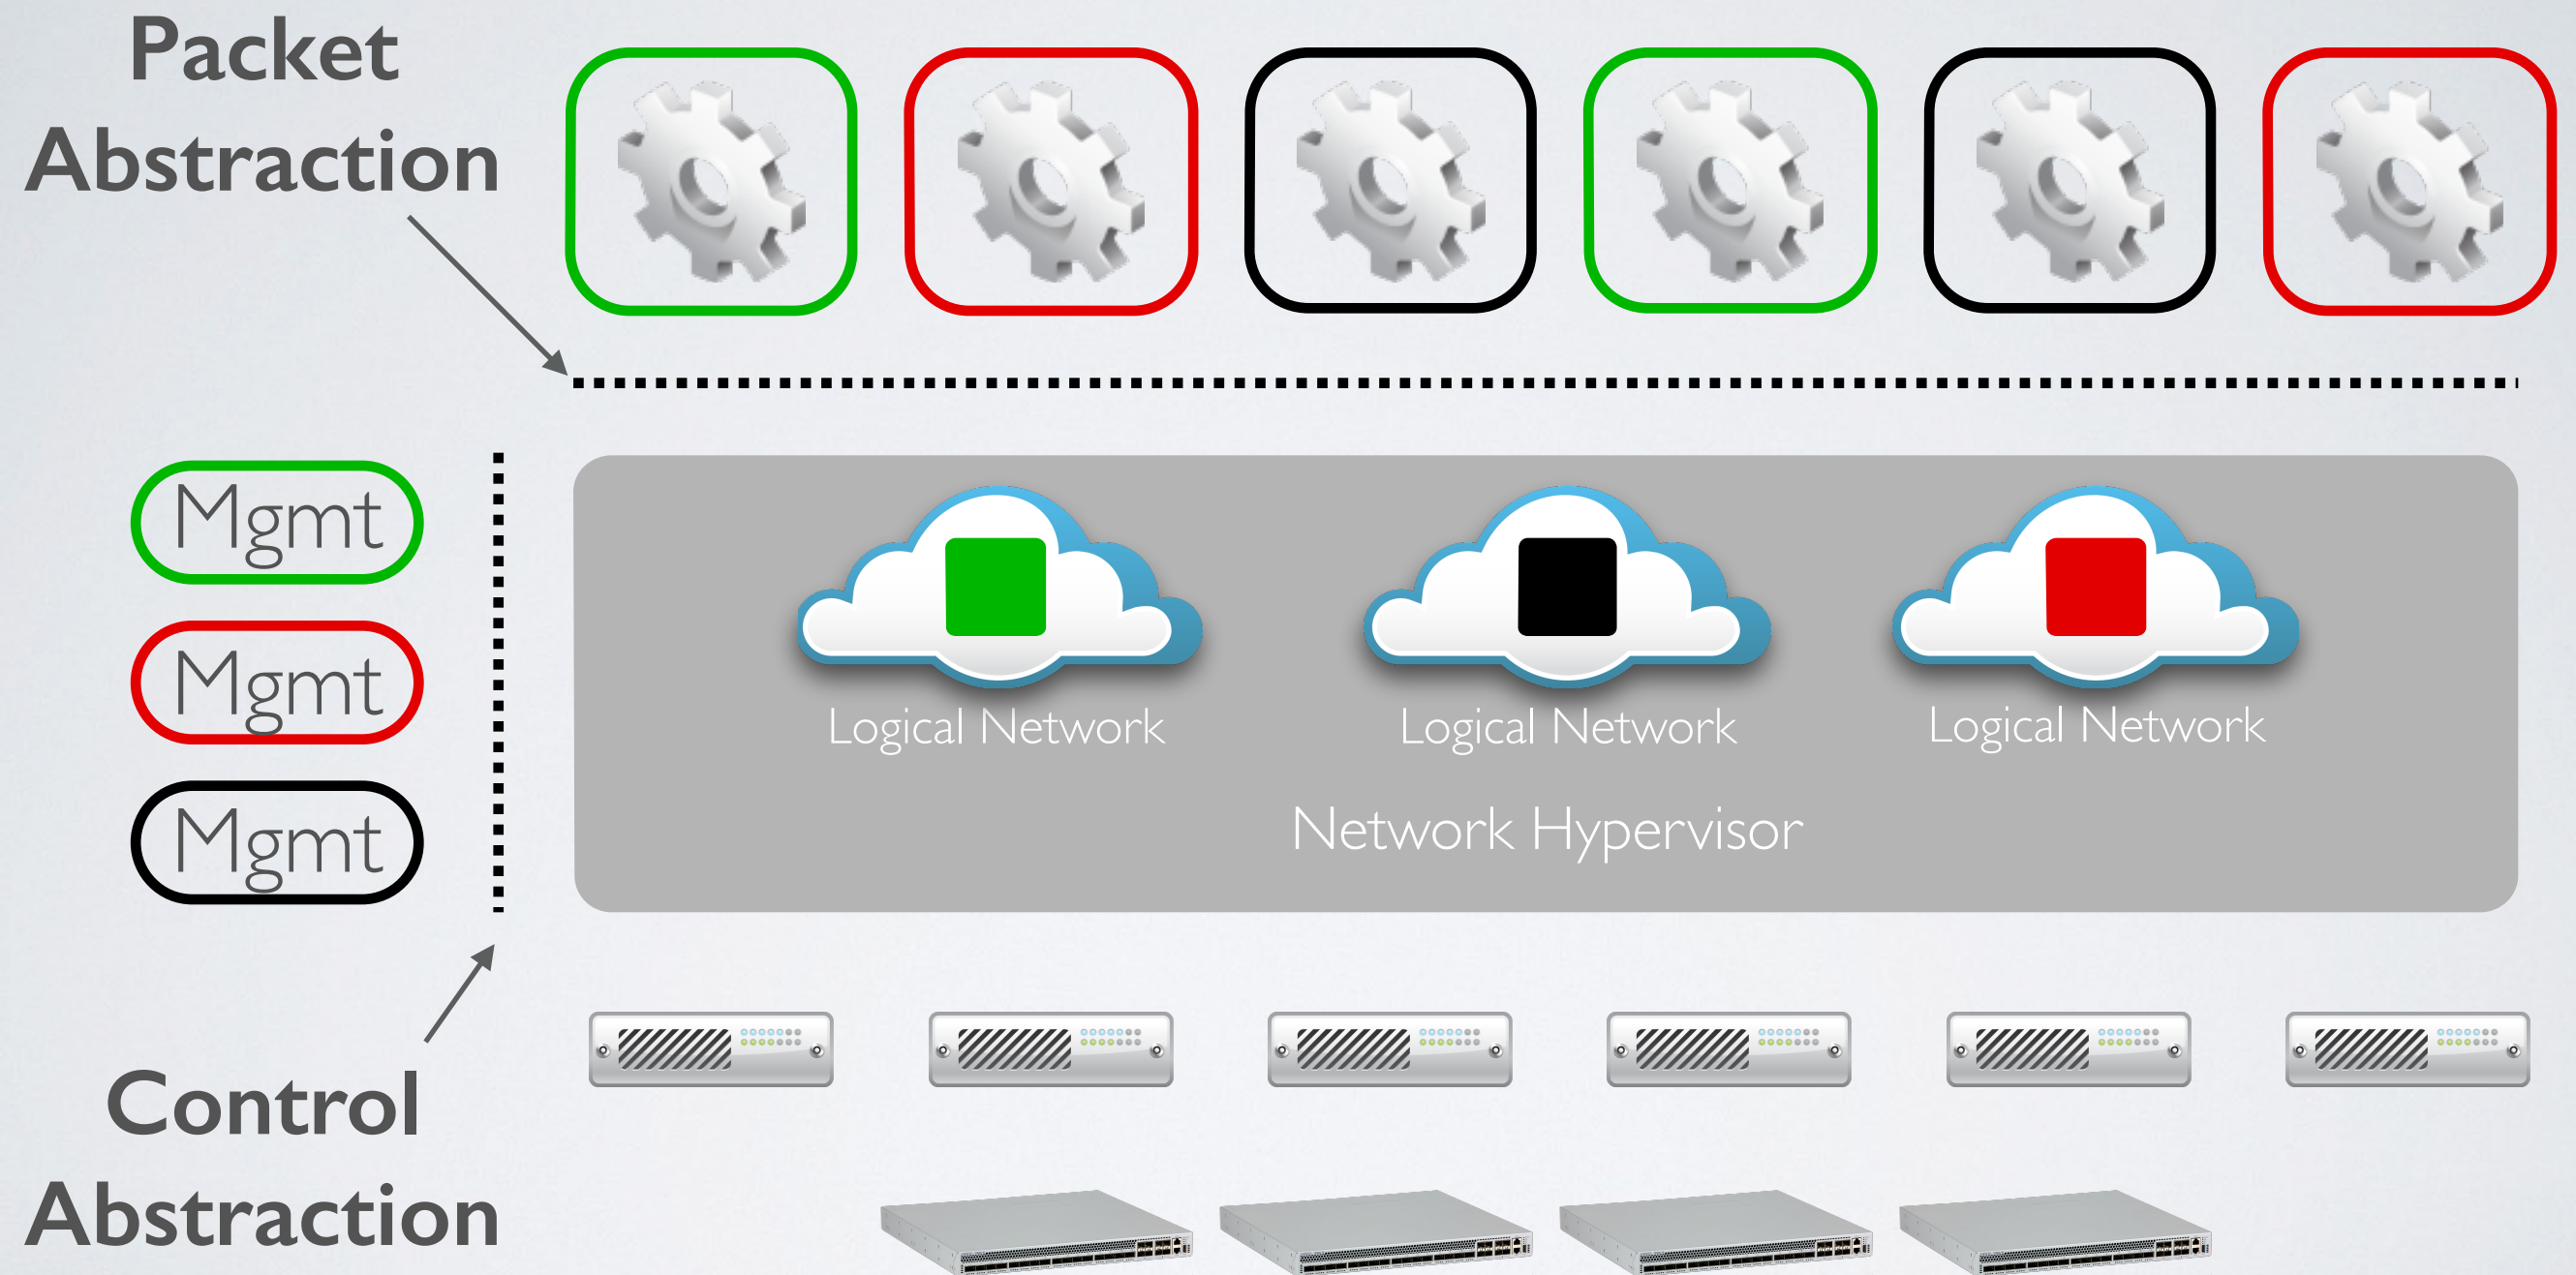 Packet
Abstraction
Mgmt
Mgmt
Mgmt
Logical Network
Logical Network
Logical Network
Network Hypervisor
Control
Abstraction